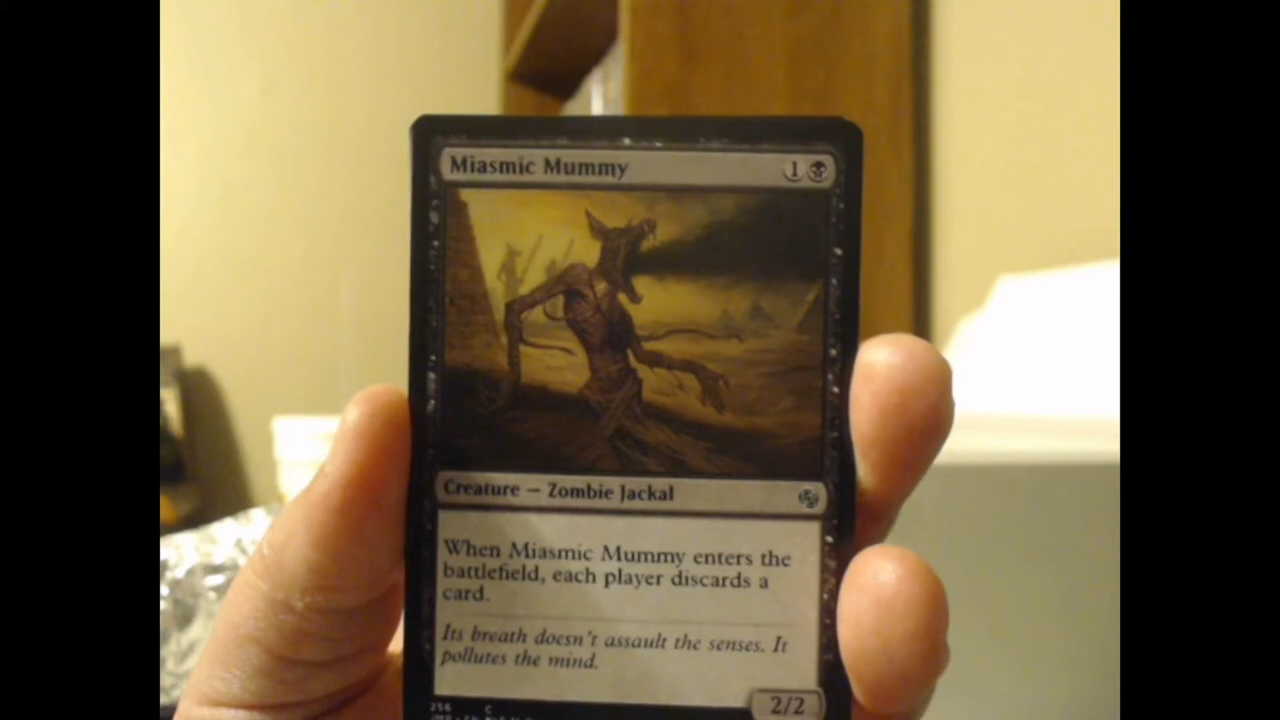 Miasmic Mummy 1
Creature — Zombie Jackal
When Miasmic Mummy enters the
battlefield, each player discards a
card.
Its breath doesn't assault the senses. It
pollutes the mind.
2/2
256 C